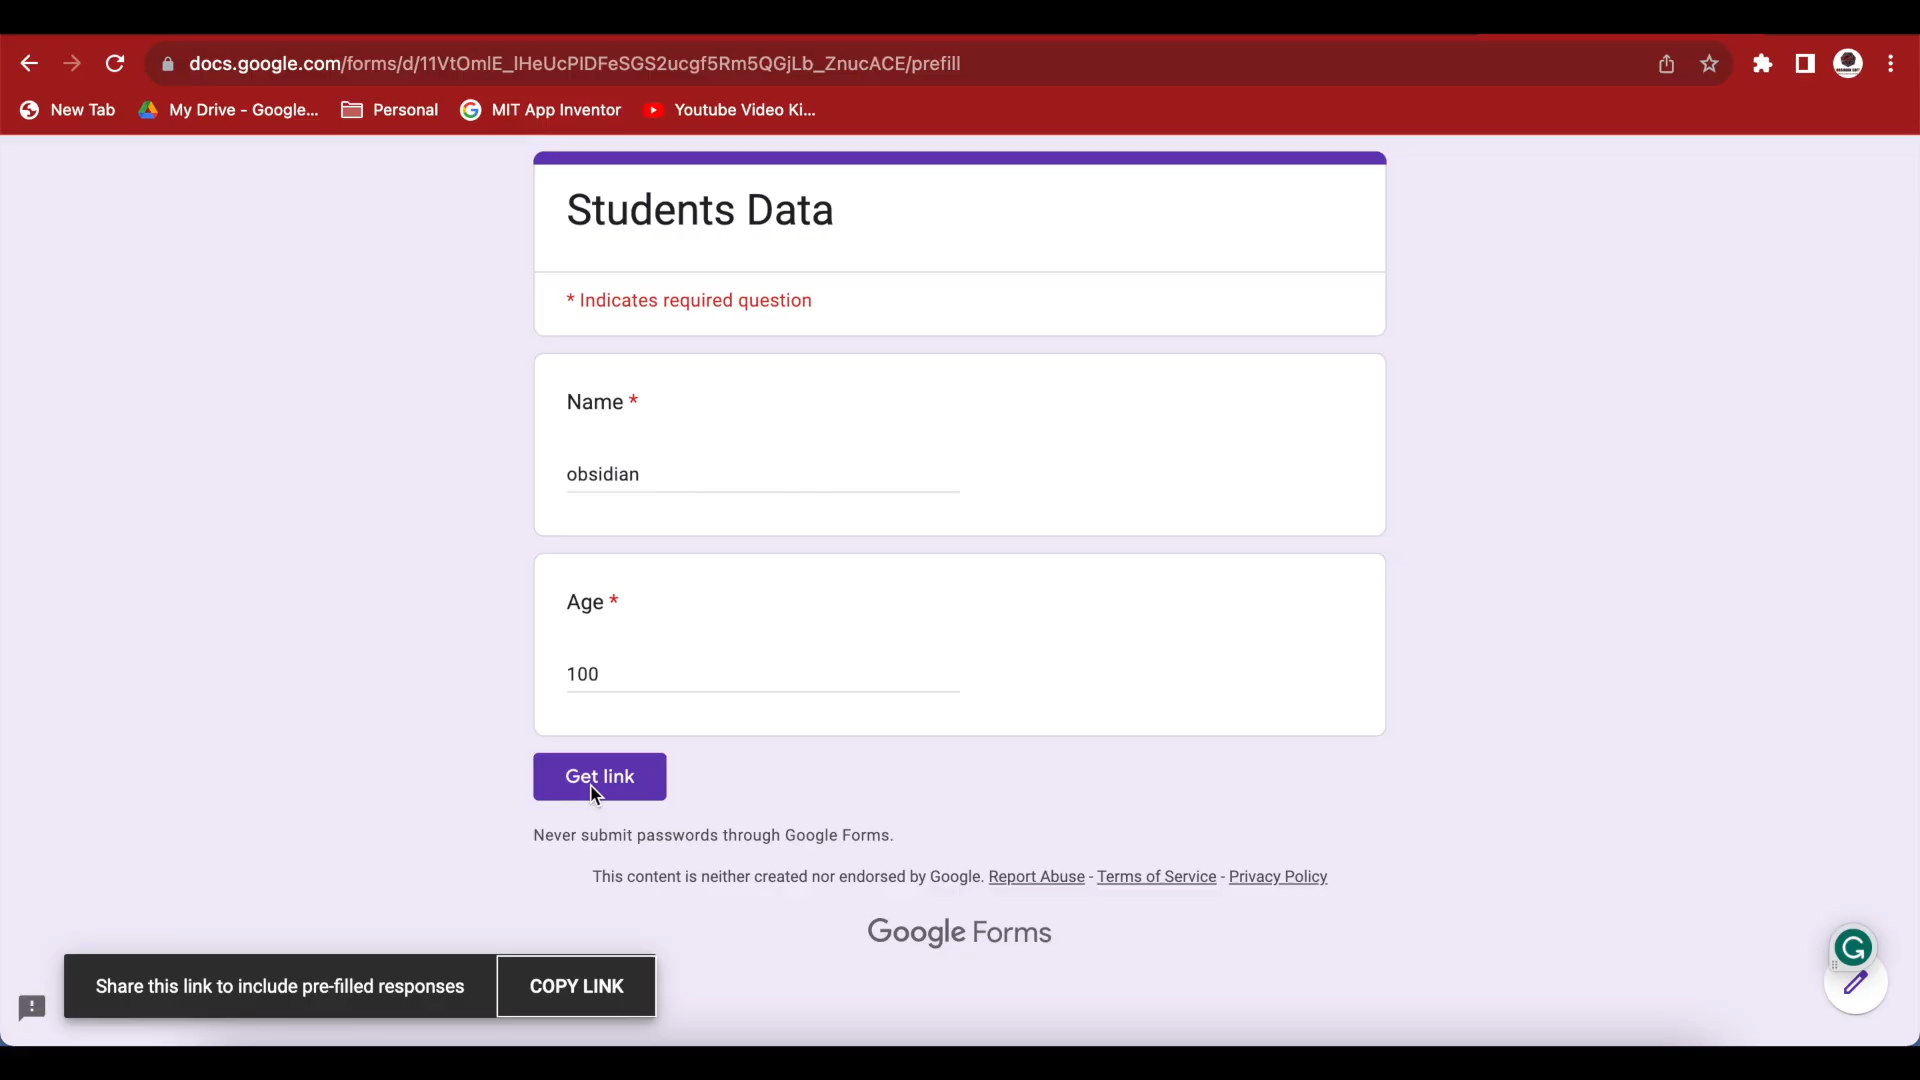 docs.google.com/forms/d/11VtOmlE_lHeUcPlDFeSGS2ucgf5Rm5QGjLb_ZnucACE/prefill
New Tab My Drive - Google... Personal MIT App Inventor Youtube Video Ki...
Students Data
* Indicates required question
Name *
obsidian
Age *
100
Get link
Never submit passwords through Google Forms.
This content is neither created nor endorsed by Google. Report Abuse - Terms of Service - Privacy Policy
Google Forms
Share this link to include pre-filled responses COPY LINK